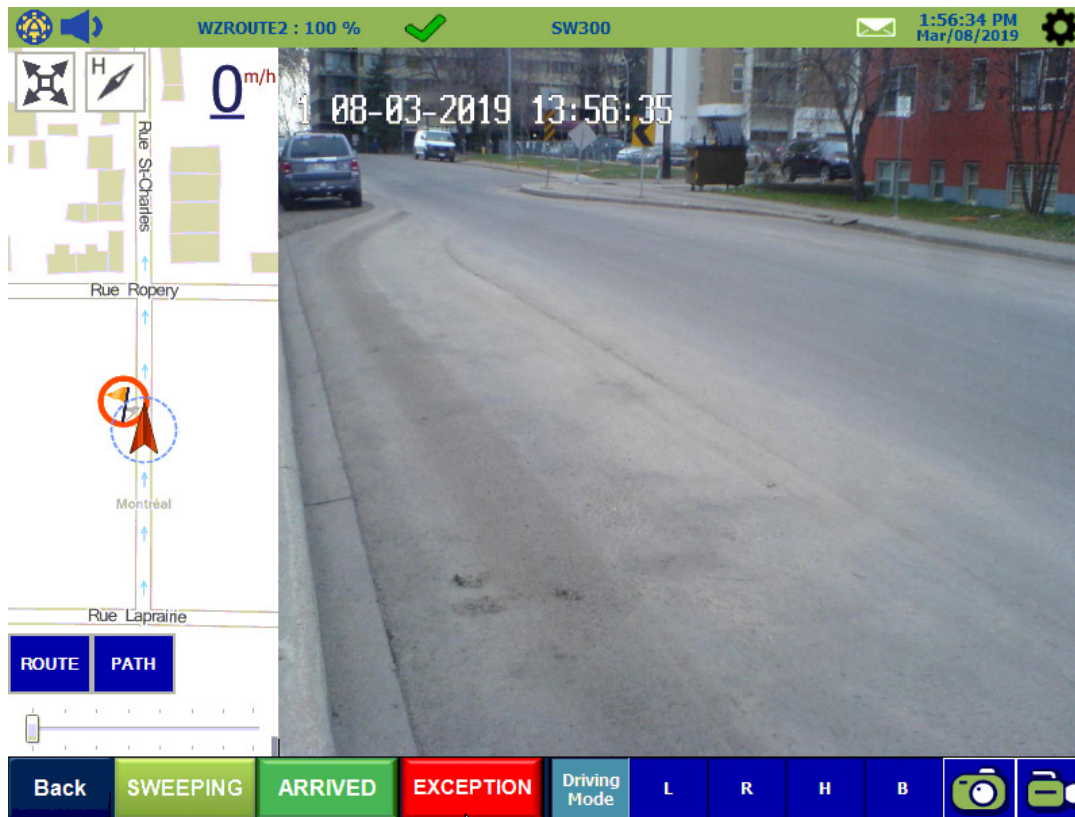 WZROUTE2 : 100 %
SW300
1:56:34 PM
Mar/08/2019
H
0 m/h
1 08-03-2019 13:56:35
Rue St-Charles
Rue Ropery
Montréal
Rue Laprairie
ROUTE
PATH
Back
SWEEPING
ARRIVED
EXCEPTION
Driving
Mode
L
R
H
B